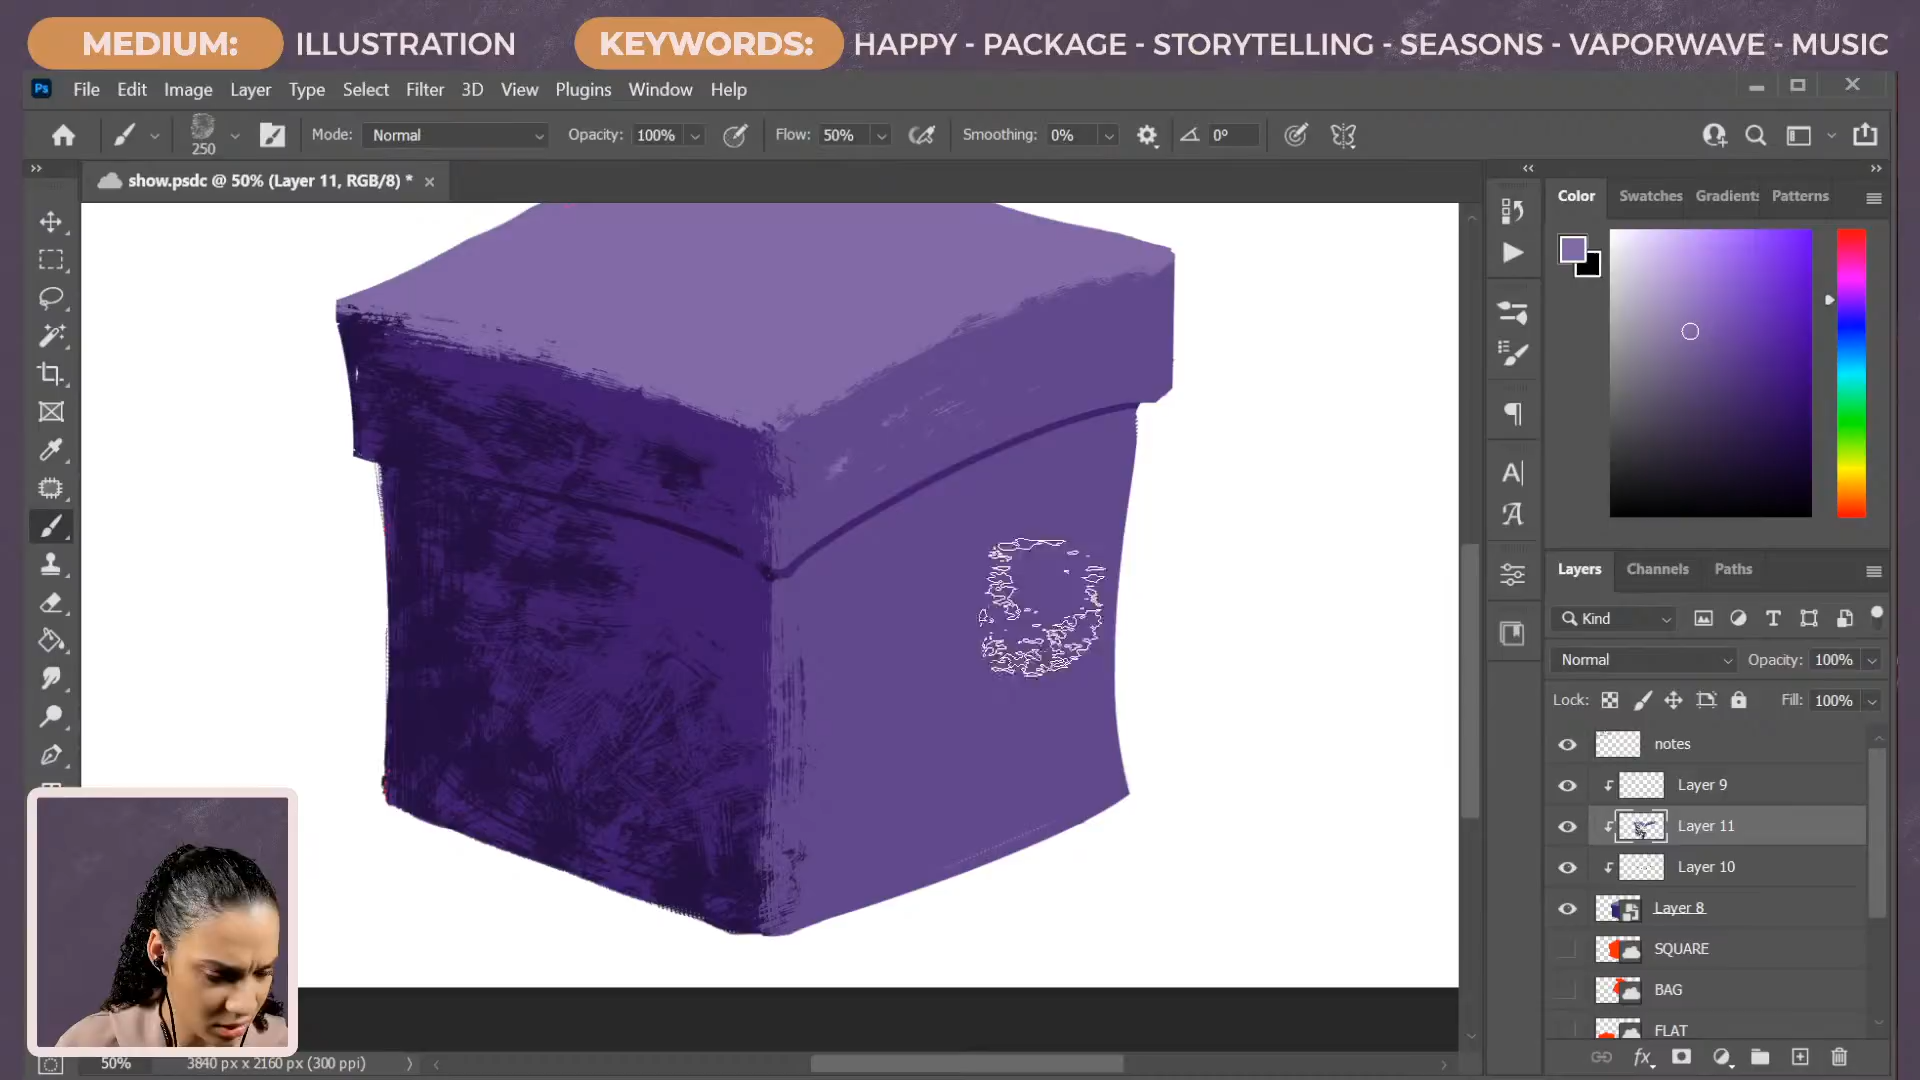 MEDIUM: ILLUSTRATION KEYWORDS: HAPPY - PACKAGE - STORYTELLING - SEASONS - VAPORWAVE - MUSIC
Ps File Edit Image Layer Type Select Filter 3D View Plugins Window Help
250 Mode: Normal Opacity: 100% Flow: 50% Smoothing: 0% 0°
show.psdc @ 50% (Layer 11, RGB/8) *
Color Swatches Gradients Patterns
Layers Channels Paths
Kind
Normal Opacity: 100%
Lock: Fill: 100%
notes
Layer 9
Layer 11
Layer 10
Layer 8
SQUARE
BAG
FLAT
fx
50% 3840 px x 2160 px (300 ppi)